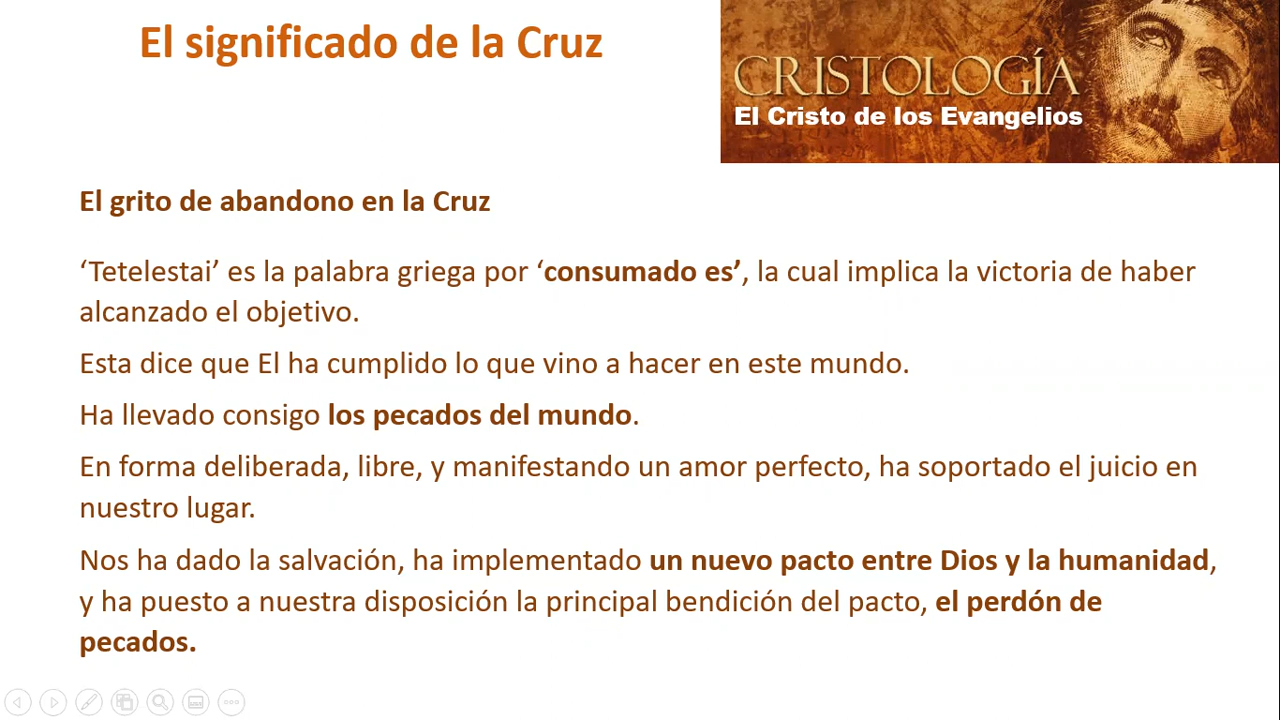 El significado de la Cruz
CRISTOLOGÍA
El Cristo de los Evangelios
El grito de abandono en la Cruz
‘Tetelestai’ es la palabra griega por ‘consumado es’, la cual implica la victoria de haber
alcanzado el objetivo.
Esta dice que El ha cumplido lo que vino a hacer en este mundo.
Ha llevado consigo los pecados del mundo.
En forma deliberada, libre, y manifestando un amor perfecto, ha soportado el juicio en
nuestro lugar.
Nos ha dado la salvación, ha implementado un nuevo pacto entre Dios y la humanidad,
y ha puesto a nuestra disposición la principal bendición del pacto, el perdón de
pecados.